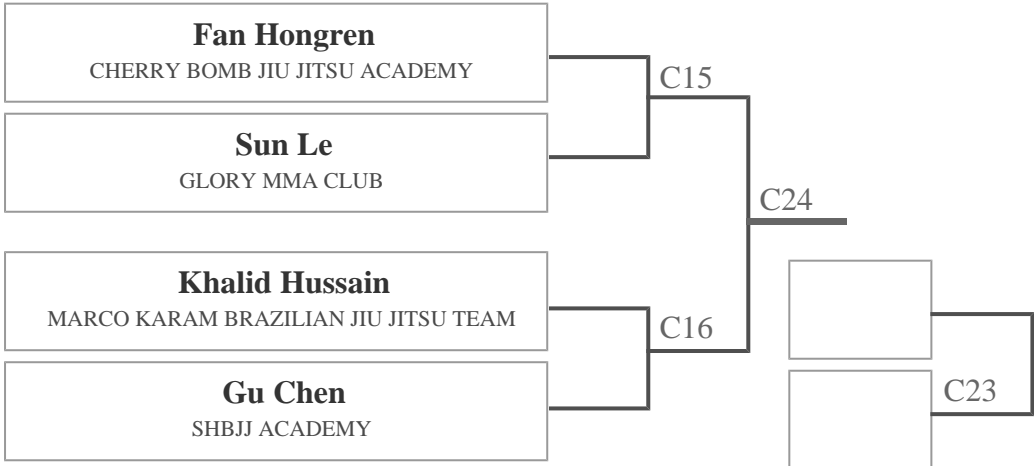 Fan Hongren
CHERRY BOMB JIU JITSU ACADEMY
C15
Sun Le
GLORY MMA CLUB
C24
Khalid Hussain
MARCO KARAM BRAZILIAN JIU JITSU TEAM
C16
Gu Chen
SHBJJ ACADEMY
C23